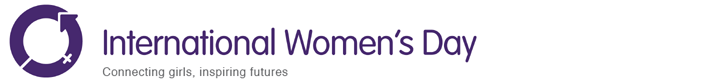 International Women's Day
Connecting girls, inspiring futures